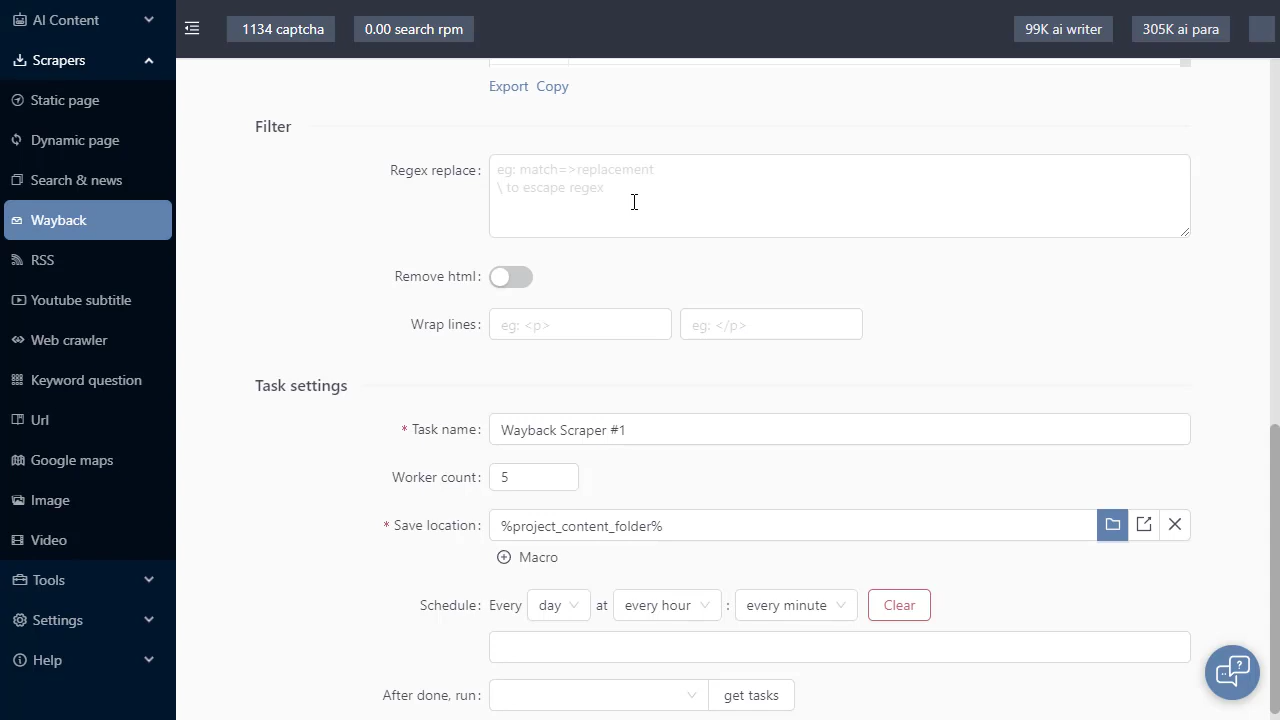 AI Content
1134 captcha
0.00 search rpm
99K ai writer
305K ai para
Scrapers
Static page
Dynamic page
Search & news
Wayback
RSS
Youtube subtitle
Web crawler
Keyword question
Url
Google maps
Image
Video
Tools
Settings
Help
Export Copy
Filter
Regex replace:
eg: match=>replacement
\ to escape regex
Remove html:
Wrap lines:
eg: <p>
eg: </p>
Task settings
* Task name:
Wayback Scraper #1
Worker count:
5
* Save location:
%project_content_folder%
Macro
Schedule: Every day at every hour : every minute Clear
After done, run:
get tasks